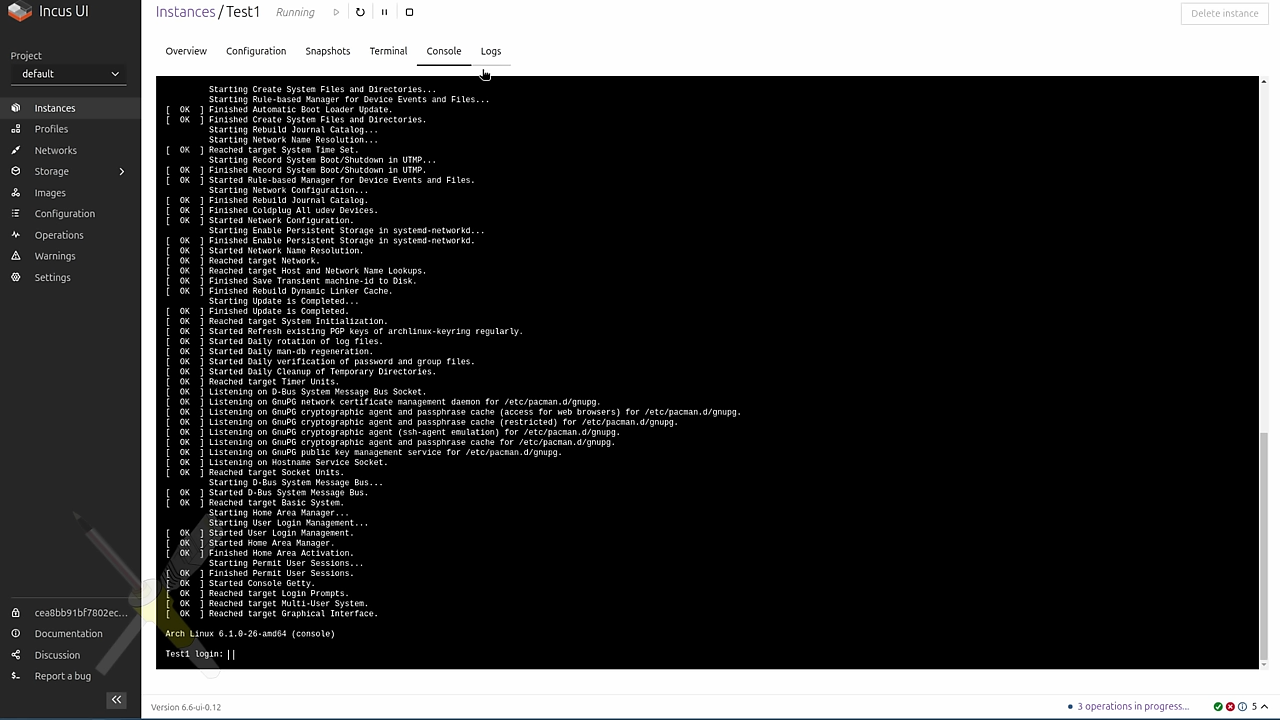 Incus UI
Project
default
Instances
Profiles
Networks
Storage
Images
Configuration
Operations
Warnings
Settings
cea8bb91bf7802ec...
Documentation
Discussion
Report a bug
Instances / Test1 Running
Delete instance
Overview Configuration Snapshots Terminal Console Logs
Starting Create System Files and Directories...
Starting Rule-based Manager for Device Events and Files...
[ OK ] Finished Automatic Boot Loader Update.
[ OK ] Finished Create System Files and Directories.
Starting Rebuild Journal Catalog...
Starting Network Name Resolution...
[ OK ] Reached target System Time Set.
Starting Record System Boot/Shutdown in UTMP...
[ OK ] Finished Record System Boot/Shutdown in UTMP.
[ OK ] Started Rule-based Manager for Device Events and Files.
Starting Network Configuration...
[ OK ] Finished Rebuild Journal Catalog.
[ OK ] Finished Coldplug All udev Devices.
[ OK ] Started Network Configuration.
Starting Enable Persistent Storage in systemd-networkd...
[ OK ] Finished Enable Persistent Storage in systemd-networkd.
[ OK ] Started Network Name Resolution.
[ OK ] Reached target Network.
[ OK ] Reached target Host and Network Name Lookups.
[ OK ] Finished Save Transient machine-id to Disk.
[ OK ] Finished Rebuild Dynamic Linker Cache.
Starting Update is Completed...
[ OK ] Finished Update is Completed.
[ OK ] Reached target System Initialization.
[ OK ] Started Refresh existing PGP keys of archlinux-keyring regularly.
[ OK ] Started Daily rotation of log files.
[ OK ] Started Daily man-db regeneration.
[ OK ] Started Daily verification of password and group files.
[ OK ] Started Daily Cleanup of Temporary Directories.
[ OK ] Reached target Timer Units.
[ OK ] Listening on D-Bus System Message Bus Socket.
[ OK ] Listening on GnuPG network certificate management daemon for /etc/pacman.d/gnupg.
[ OK ] Listening on GnuPG cryptographic agent and passphrase cache (access for web browsers) for /etc/pacman.d/gnupg.
[ OK ] Listening on GnuPG cryptographic agent and passphrase cache (restricted) for /etc/pacman.d/gnupg.
[ OK ] Listening on GnuPG cryptographic agent (ssh-agent emulation) for /etc/pacman.d/gnupg.
[ OK ] Listening on GnuPG cryptographic agent and passphrase cache for /etc/pacman.d/gnupg.
[ OK ] Listening on GnuPG public key management service for /etc/pacman.d/gnupg.
[ OK ] Listening on Hostname Service Socket.
[ OK ] Reached target Socket Units.
Starting D-Bus System Message Bus...
[ OK ] Started D-Bus System Message Bus.
[ OK ] Reached target Basic System.
Starting Home Area Manager...
Starting User Login Management...
[ OK ] Started User Login Management.
[ OK ] Started Home Area Manager.
[ OK ] Finished Home Area Activation.
Starting Permit User Sessions...
[ OK ] Finished Permit User Sessions.
[ OK ] Started Console Getty.
[ OK ] Reached target Login Prompts.
[ OK ] Reached target Multi-User System.
[ OK ] Reached target Graphical Interface.
Arch Linux 6.1.0-26-amd64 (console)
Test1 login:
Version 6.6-ui-0.12
3 operations in progress...
5